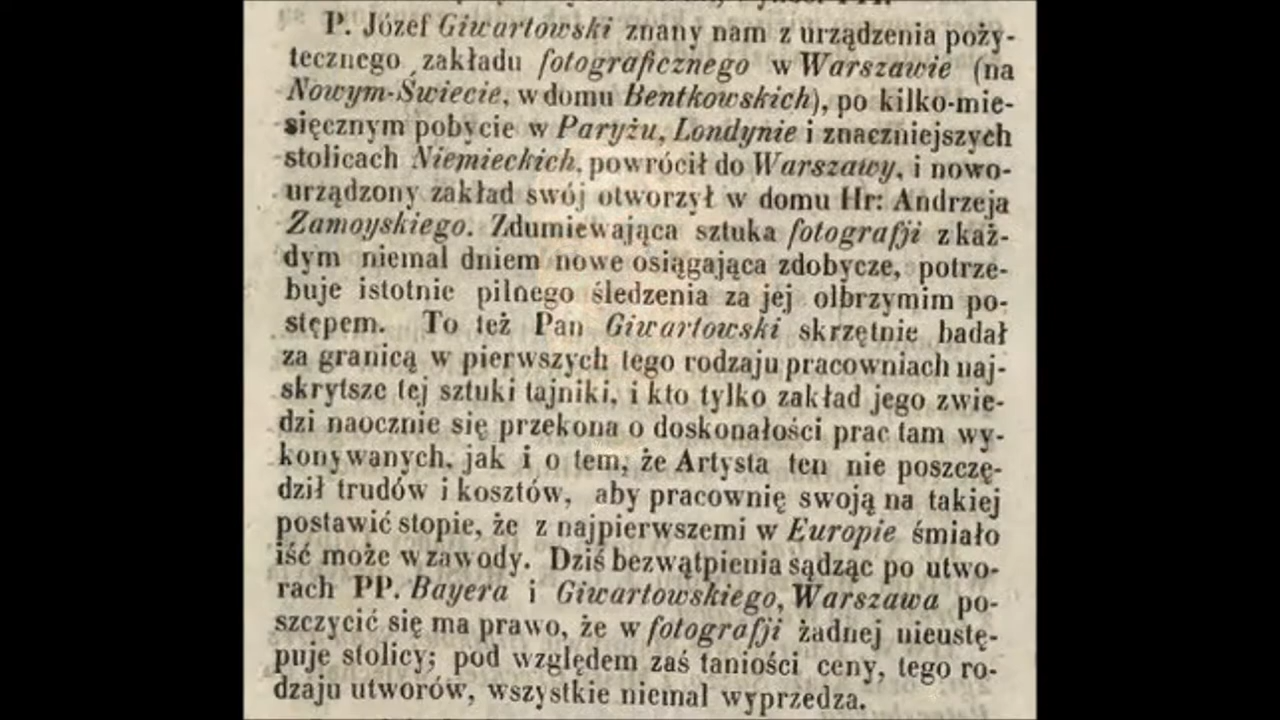 P. Józef Giwartowski znany nam z urządzenia poży-
tecznego zakładu fotograficznego w Warszawie (na
Nowym-Świecie, w domu Bentkowskich), po kilko-mie-
sięcznym pobycie w Paryżu, Londynie i znaczniejszych
stolicach Niemieckich, powrócił do Warszawy, i nowo-
urządzony zakład swój otworzył w domu Hr: Andrzeja
Zamoyskiego. Zdumiewająca sztuka fotografji z każ-
dym niemal dniem nowe osiągająca zdobycze, potrze-
buje istotnie pilnego śledzenia za jej olbrzymim po-
stępem. To też Pan Giwartowski skrzętnie badał
za granicą w pierwszych tego rodzaju pracowniach naj-
skrytsze tej sztuki tajniki, i kto tylko zakład jego zwie-
dzi naocznie się przekona o doskonałości prac tam wy-
konywanych, jak i o tem, że Artysta ten nie poszczę-
dził trudów i kosztów, aby pracownię swoją na takiej
postawić stopie, że z najpierwszemi w Europie śmiało
iść może w zawody. Dziś bezwątpienia sądząc po utwo-
rach PP. Bayera i Giwartowskiego, Warszawa po-
szczycić się ma prawo, że w fotografji żadnej nieustę-
puje stolicy; pod względem zaś taniości ceny, tego ro-
dzaju utworów, wszystkie niemal wyprzedza.